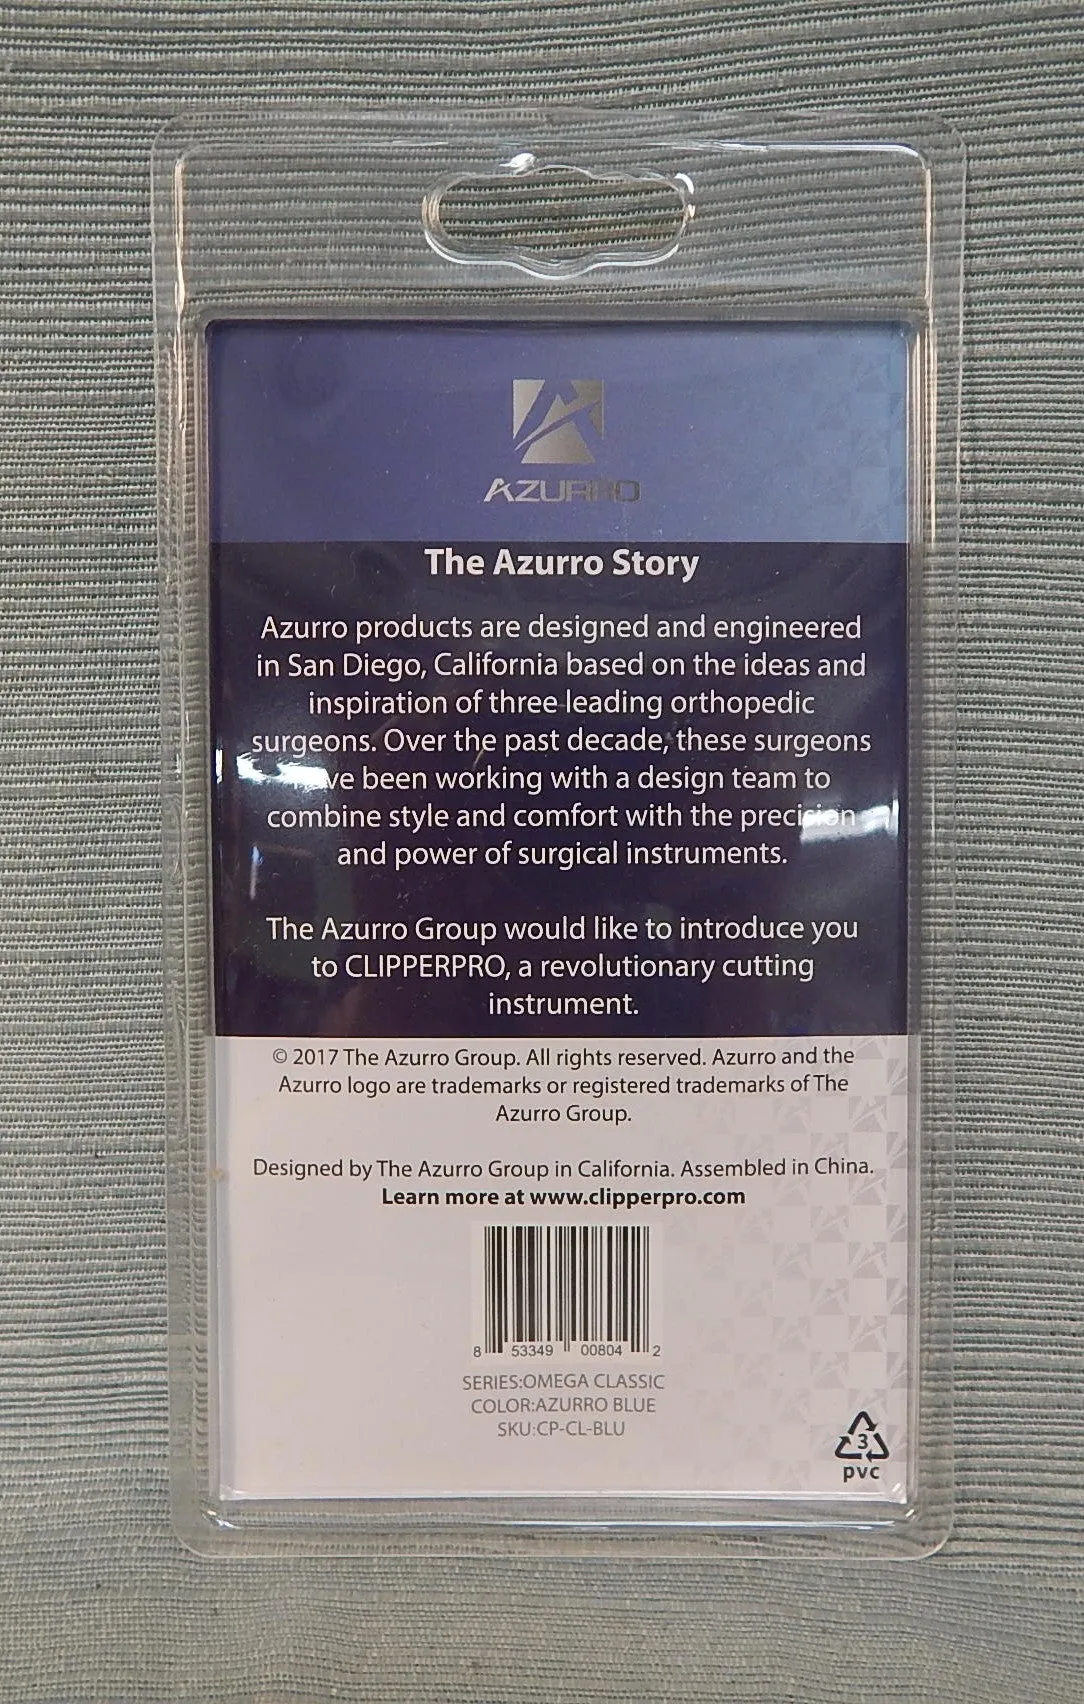 AZURRO
The Azurro Story
Azurro products are designed and engineered
in San Diego, California based on the ideas and
inspiration of three leading orthopedic
surgeons. Over the past decade, these surgeons
been working with a design team to
combine style and comfort with the precision
and power of surgical instruments.
The Azurro Group would like to introduce you
to CLIPPERPRO, a revolutionary cutting
instrument.
© 2017 The Azurro Group. All rights reserved. Azurro and the
Azurro logo are trademarks or registered trademarks of The
Azurro Group.
Designed by The Azurro Group in California. Assembled in China.
Learn more at www.clipperpro.com
8 53349 00804 2
SERIES:OMEGA CLASSIC
COLOR:AZURRO BLUE
SKU:CP-CL-BLU
3
PVC